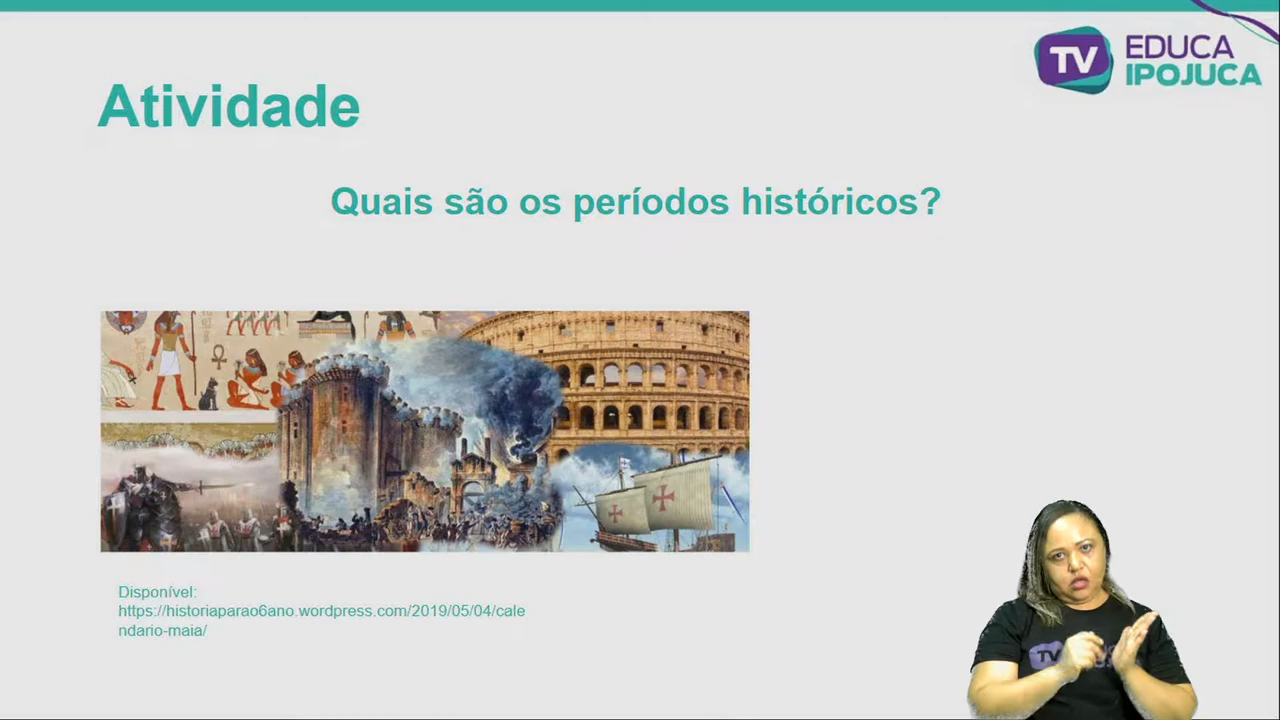 TV EDUCA
IPOJUCA
Atividade
Quais são os períodos históricos?
Disponível:
https://historiaparao6ano.wordpress.com/2019/05/04/cale
ndario-maia/
TV